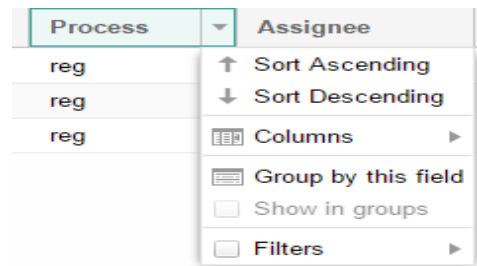 Process Assignee
reg Sort Ascending
reg Sort Descending
reg Columns
Group by this field
Show in groups
Filters